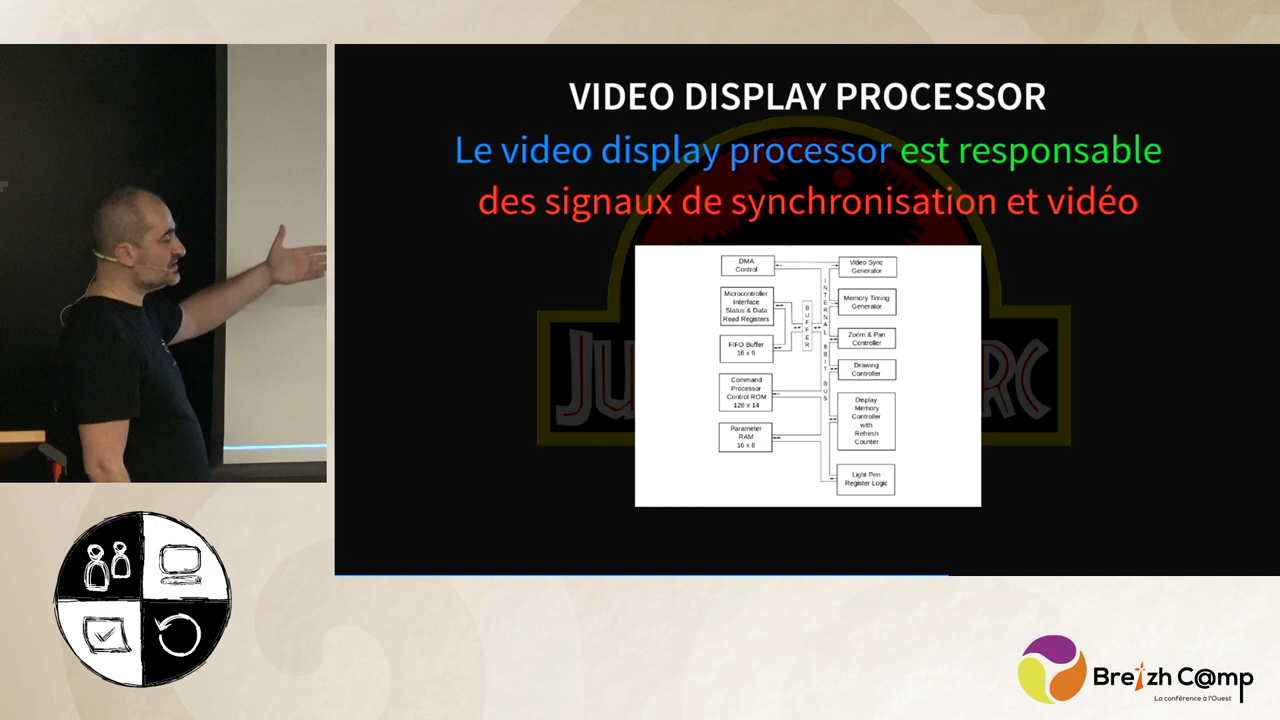 VIDEO DISPLAY PROCESSOR
Le video display processor est responsable
des signaux de synchronisation et vidéo
DMA
Control
Microcontroller
Interface
Status & Data
Read Registers
FIFO Buffer
16 x 9
Command
Processor
Control ROM
128 x 14
Parameter
RAM
16 x 8
BUFFER
INTERNAL 8BIT BUS
Video Sync
Generator
Memory Timing
Generator
Zoom & Pan
Controller
Drawing
Controller
Display
Memory
Controller
with
Refresh
Counter
Light Pen
Register Logic
Breizh C@mp
La conférence à l'Ouest